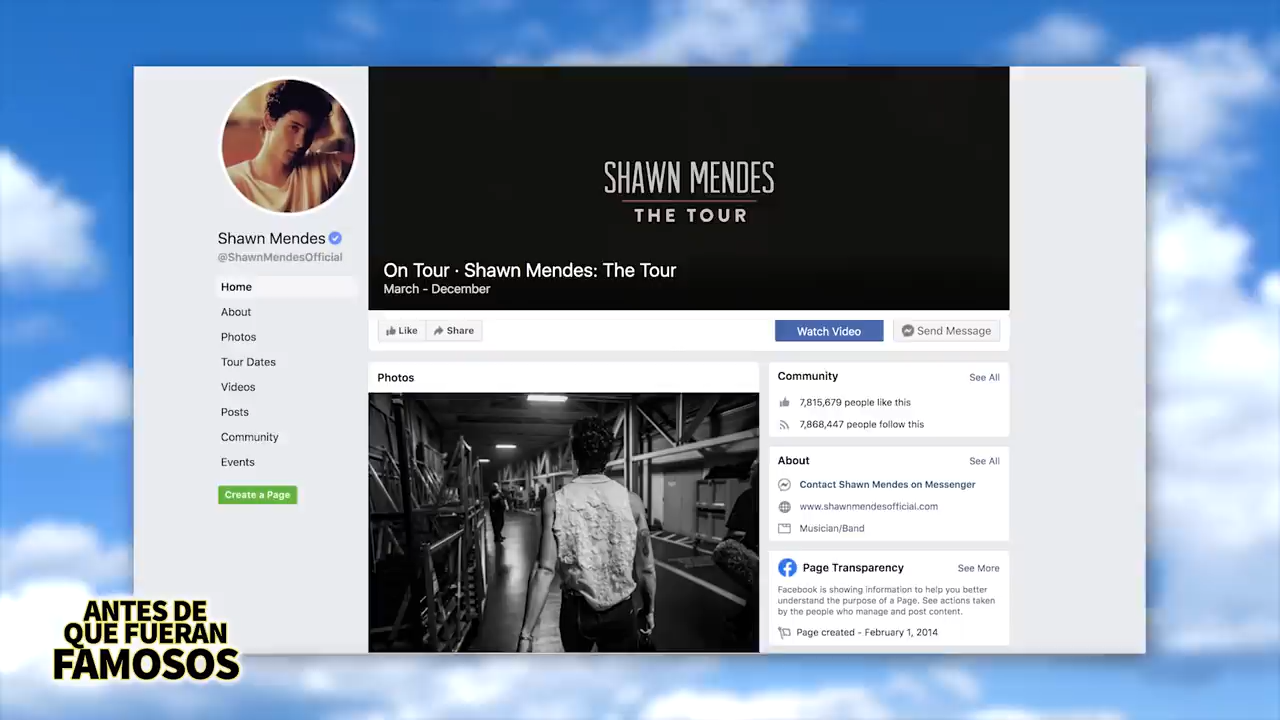 SHAWN MENDES
THE TOUR
On Tour · Shawn Mendes: The Tour
March - December
Shawn Mendes
@ShawnMendesOfficial
Home
About
Photos
Tour Dates
Videos
Posts
Community
Events
Create a Page
Like
Share
Watch Video
Send Message
Photos
Community
See All
7,815,679 people like this
7,868,447 people follow this
About
See All
Contact Shawn Mendes on Messenger
www.shawnmendesofficial.com
Musician/Band
Page Transparency
See More
Facebook is showing information to help you better
understand the purpose of a Page. See actions taken
by the people who manage and post content.
Page created - February 1, 2014
ANTES DE
QUE FUERAN
FAMOSOS